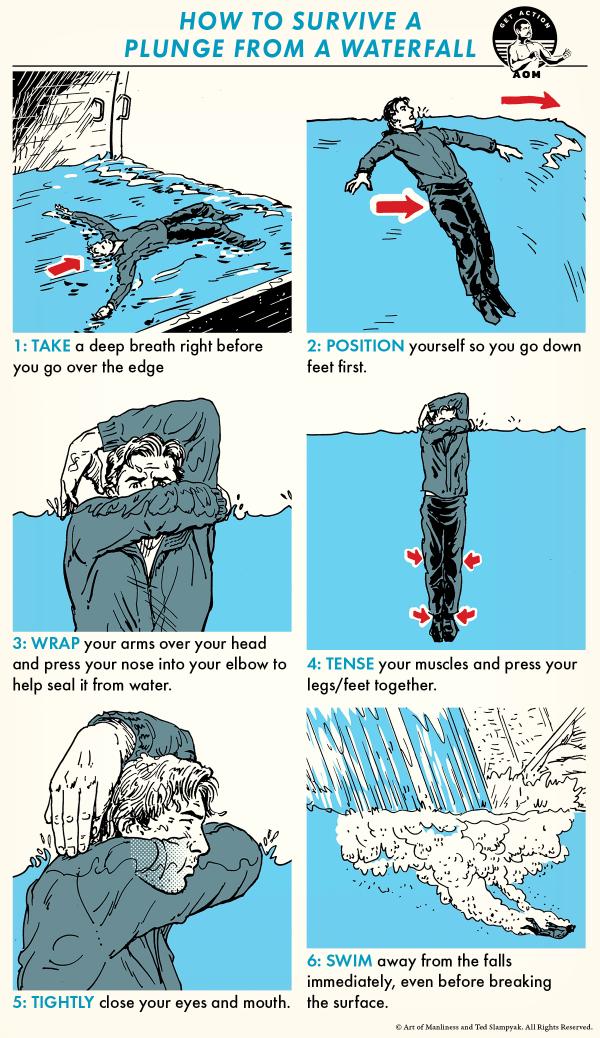 HOW TO SURVIVE A
PLUNGE FROM A WATERFALL
GET ACTION
AOM
1: TAKE a deep breath right before
you go over the edge
2: POSITION yourself so you go down
feet first.
3: WRAP your arms over your head
and press your nose into your elbow to
help seal it from water.
4: TENSE your muscles and press your
legs/feet together.
5: TIGHTLY close your eyes and mouth.
6: SWIM away from the falls
immediately, even before breaking
the surface.
© Art of Manliness and Ted Slampyak. All Rights Reserved.